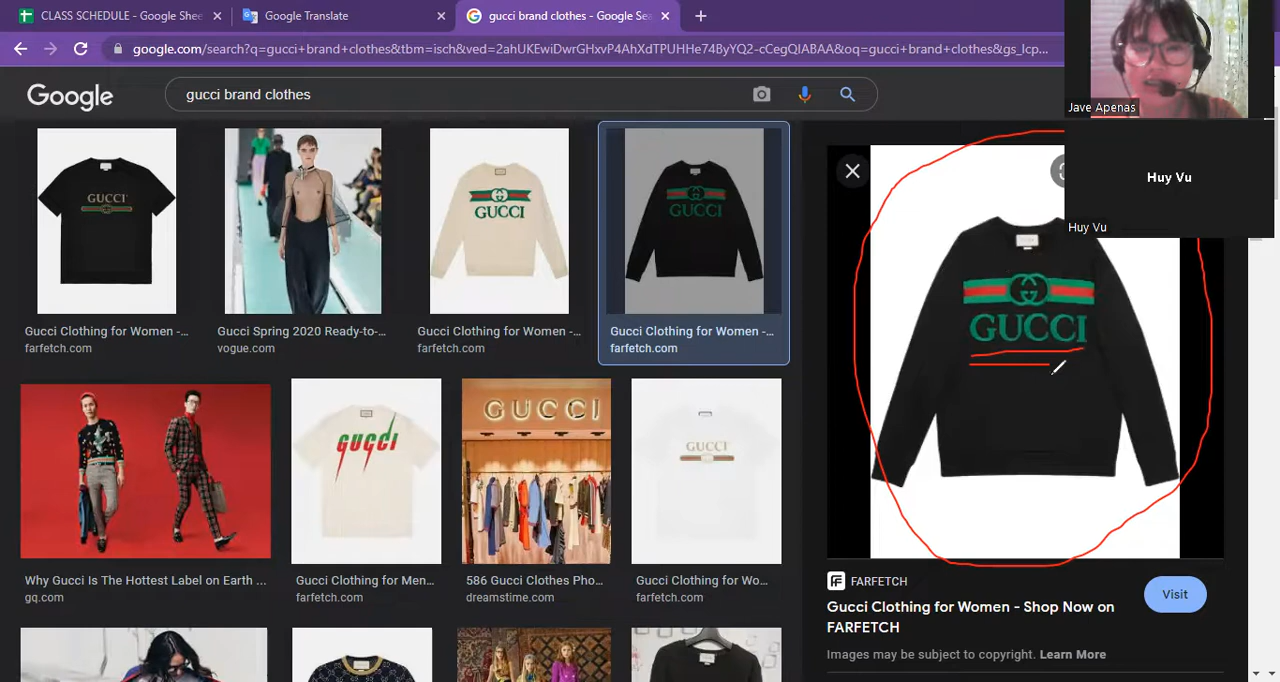 CLASS SCHEDULE - Google Shee
Google Translate
gucci brand clothes - Google Sea
google.com/search?q=gucci+brand+clothes&tbm=isch&ved=2ahUKEwiDwrGHxvP4AhXdTPUHHe74ByYQ2-cCegQIABAA&oq=gucci+brand+clothes&gs_lcp...
Google
gucci brand clothes
Jave Apenas
Huy Vu
Huy Vu
GUCCI
GUCCI
GUCCI
GUCCI
Gucci Clothing for Women -...
farfetch.com
Gucci Spring 2020 Ready-to-...
vogue.com
Gucci Clothing for Women -...
farfetch.com
Gucci Clothing for Women -...
farfetch.com
GUCCI
GUCCI
GUCCI
Why Gucci Is The Hottest Label on Earth ...
gq.com
Gucci Clothing for Men...
farfetch.com
586 Gucci Clothes Pho...
dreamstime.com
Gucci Clothing for Wo...
farfetch.com
FARFETCH
Gucci Clothing for Women - Shop Now on
FARFETCH
Visit
Images may be subject to copyright. Learn More